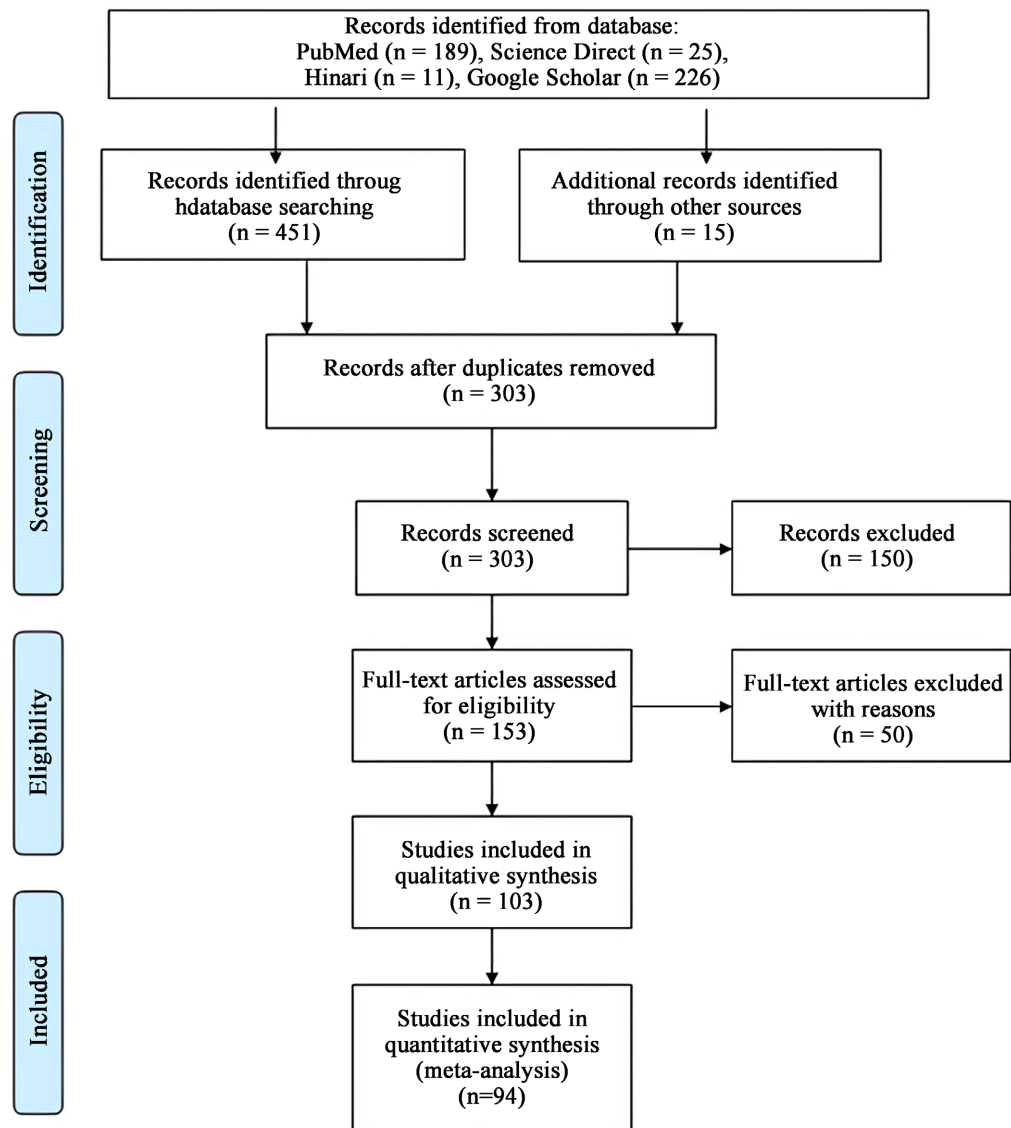 Records identified from database:
PubMed (n = 189), Science Direct (n = 25),
Hinari (n = 11), Google Scholar (n = 226)
Identification
Records identified throug
hdatabase searching
(n = 451)
Additional records identified
through other sources
(n = 15)
Records after duplicates removed
(n = 303)
Screening
Records screened
(n = 303)
Records excluded
(n = 150)
Eligibility
Full-text articles assessed
for eligibility
(n = 153)
Full-text articles excluded
with reasons
(n = 50)
Studies included in
qualitative synthesis
(n = 103)
Included
Studies included in
quantitative synthesis
(meta-analysis)
(n=94)